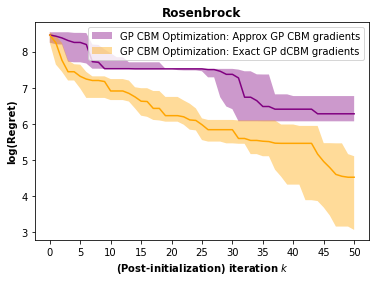 Rosenbrock
GP CBM Optimization: Approx GP CBM gradients
GP CBM Optimization: Exact GP dCBM gradients
log(Regret)
8
7
6
5
4
3
0 5 10 15 20 25 30 35 40 45 50
(Post-initialization) iteration k